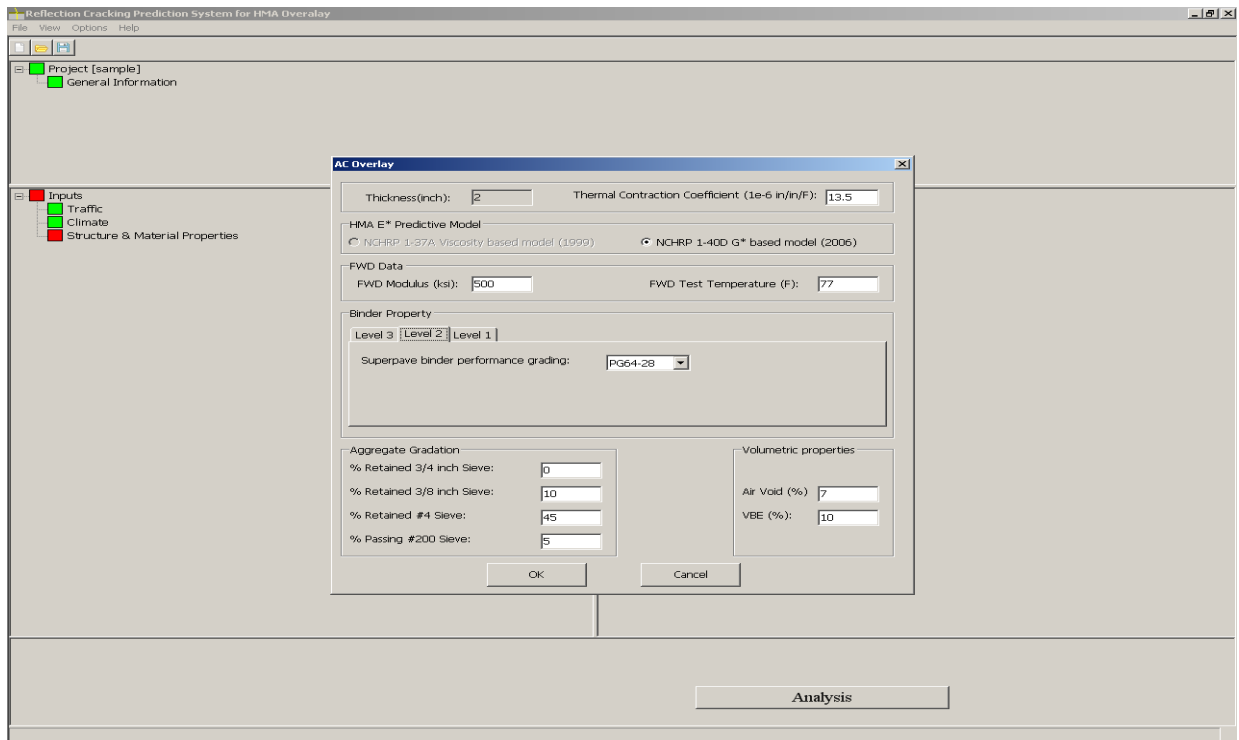 Reflection Cracking Prediction System for HMA Overalay
File View Options Help
Project [sample]
General Information
Inputs
Traffic
Climate
Structure & Material Properties
AC Overlay
Thickness(inch): 2 Thermal Contraction Coefficient (1e-6 in/in/F): 13.5
HMA E* Predictive Model
NCHRP 1-37A Viscosity based model (1999) NCHRP 1-40D G* based model (2006)
FWD Data
FWD Modulus (ksi): 500 FWD Test Temperature (F): 77
Binder Property
Level 3 Level 2 Level 1
Superpave binder performance grading: PG64-28
Aggregate Gradation
% Retained 3/4 inch Sieve: 0
% Retained 3/8 inch Sieve: 10
% Retained #4 Sieve: 45
% Passing #200 Sieve: 5
Volumetric properties
Air Void (%) 7
VBE (%): 10
OK Cancel
Analysis